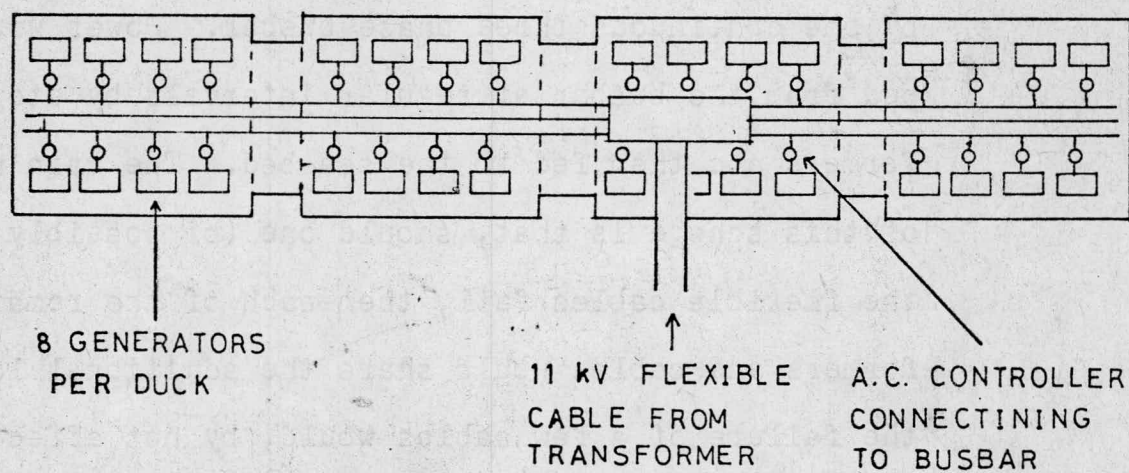 8 GENERATORS
PER DUCK
11 kV FLEXIBLE
CABLE FROM
TRANSFORMER
A.C. CONTROLLER
CONNECTINING
TO BUSBAR